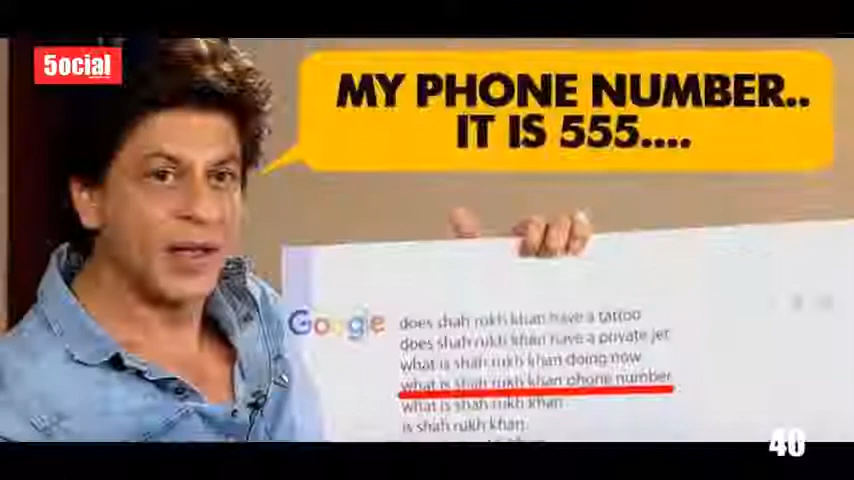 5ocial
MY PHONE NUMBER..
IT IS 555....
Google
does shah rukh khan have a tattoo
does shah rukh khan have a private jet
what is shah rukh khan doing now
what is shah rukh khan phone number
what is shah rukh khan
is shah rukh khan
40